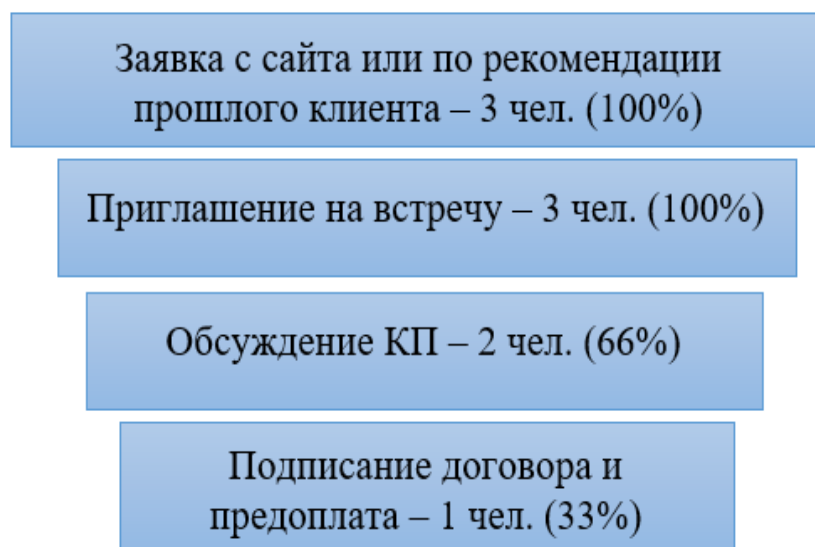 Заявка с сайта или по рекомендации
прошлого клиента – 3 чел. (100%)
Приглашение на встречу – 3 чел. (100%)
Обсуждение КП – 2 чел. (66%)
Подписание договора и
предоплата – 1 чел. (33%)